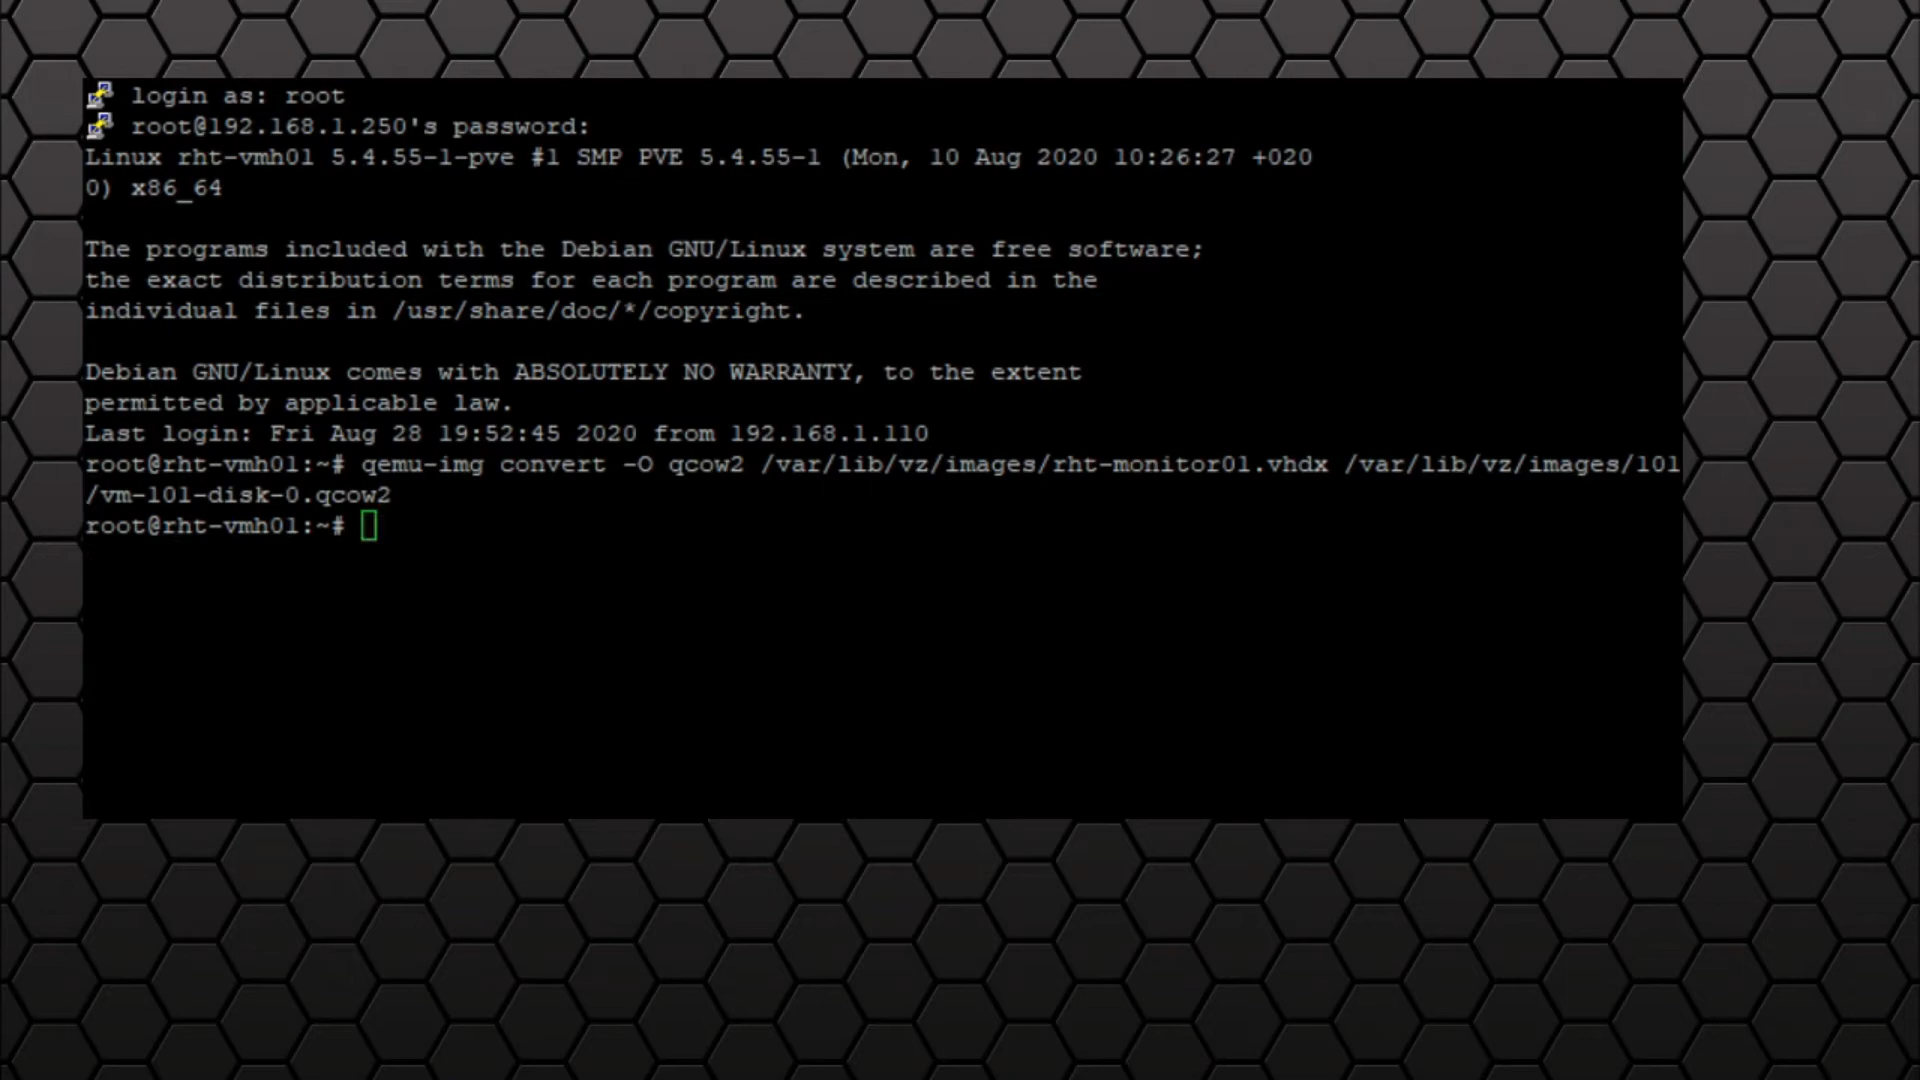 login as: root
root@192.168.1.250's password:
Linux rht-vmh01 5.4.55-1-pve #1 SMP PVE 5.4.55-1 (Mon, 10 Aug 2020 10:26:27 +020
0) x86_64
The programs included with the Debian GNU/Linux system are free software;
the exact distribution terms for each program are described in the
individual files in /usr/share/doc/*/copyright.
Debian GNU/Linux comes with ABSOLUTELY NO WARRANTY, to the extent
permitted by applicable law.
Last login: Fri Aug 28 19:52:45 2020 from 192.168.1.110
root@rht-vmh01:~# qemu-img convert -O qcow2 /var/lib/vz/images/rht-monitor01.vhdx /var/lib/vz/images/101
/vm-101-disk-0.qcow2
root@rht-vmh01:~#